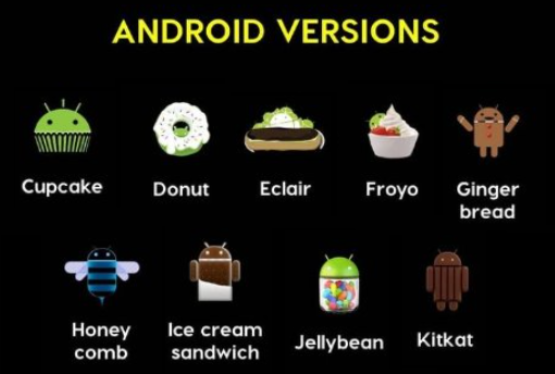 ANDROID VERSIONS
Cupcake
Donut
Eclair
Froyo
Ginger
bread
Honey
comb
Ice cream
sandwich
Jellybean
Kitkat